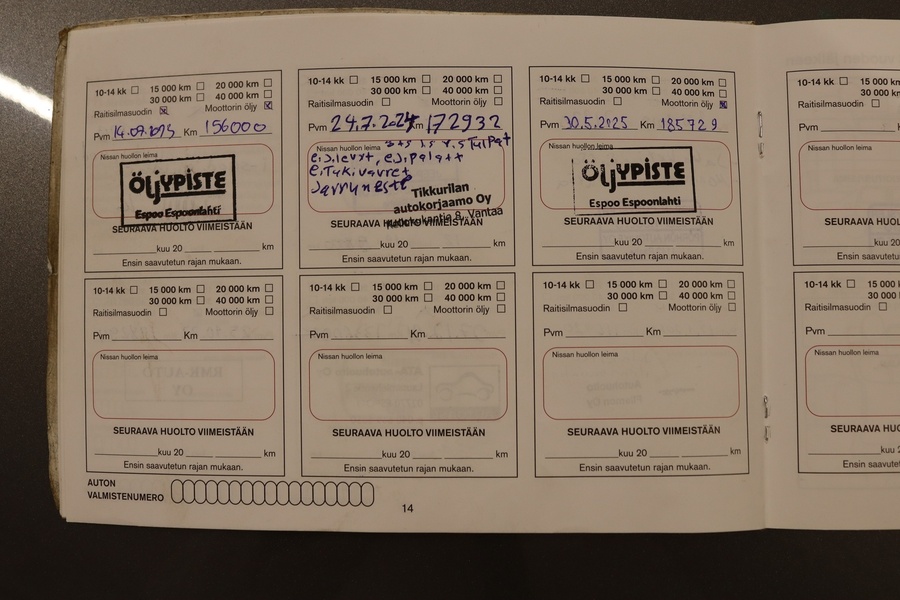 10-14 kk ☐ 15 000 km ☐ 20 000 km ☐
30 000 km ☐ 40 000 km ☐
Raitisilmasuodin ☒ Moottorin öljy ☒
Pvm 14.07.2023 Km 156000
Nissan huollon leima
ÖLJYPISTE
Espoo Espoonlahti
SEURAAVA HUOLTO VIIMEISTÄÄN
kuu 20 km
Ensin saavutetun rajan mukaan.
10-14 kk ☐ 15 000 km ☐ 20 000 km ☐
30 000 km ☐ 40 000 km ☐
Raitisilmasuodin ☐ Moottorin öljy ☐
Pvm 24.7.2024 Km 172932
Nissan huollon leima
Tikkurilan
autokorjaamo Oy
8, Vantaa
SEURAAVA HUOLTO VIIMEISTÄÄN
kuu 20 km
Ensin saavutetun rajan mukaan.
10-14 kk ☐ 15 000 km ☐ 20 000 km ☐
30 000 km ☐ 40 000 km ☐
Raitisilmasuodin ☐ Moottorin öljy ☒
Pvm 30.5.2025 Km 185729
Nissan huollon leima
ÖLJYPISTE
Espoo Espoonlahti
SEURAAVA HUOLTO VIIMEISTÄÄN
kuu 20 km
Ensin saavutetun rajan mukaan.
10-14 kk ☐ 15 000 km ☐ 20 000 km ☐
30 000 km ☐ 40 000 km ☐
Raitisilmasuodin ☐ Moottorin öljy ☐
Pvm Km
Nissan huollon leima
SEURAAVA HUOLTO VIIMEISTÄÄN
kuu 20 km
Ensin saavutetun rajan mukaan.
10-14 kk ☐ 15 000 km ☐ 20 000 km ☐
30 000 km ☐ 40 000 km ☐
Raitisilmasuodin ☐ Moottorin öljy ☐
Pvm Km
Nissan huollon leima
SEURAAVA HUOLTO VIIMEISTÄÄN
kuu 20 km
Ensin saavutetun rajan mukaan.
10-14 kk ☐ 15 000 km ☐ 20 000 km ☐
30 000 km ☐ 40 000 km ☐
Raitisilmasuodin ☐ Moottorin öljy ☐
Pvm Km
Nissan huollon leima
SEURAAVA HUOLTO VIIMEISTÄÄN
kuu 20 km
Ensin saavutetun rajan mukaan.
AUTON
VALMISTENUMERO
14
10-14 kk ☐ 15 000 k
30 000 k
Raitisilmasuodin ☐
Pvm
Nissan huollon leima
SEURAAVA HUOL
kuu 20
Ensin saavutetu
10-14 kk ☐ 15 000 k
30 000 k
Raitisilmasuodin ☐
Pvm
Nissan huollon leima
SEURAAVA HUO
kuu 20
Ensin saavutetu